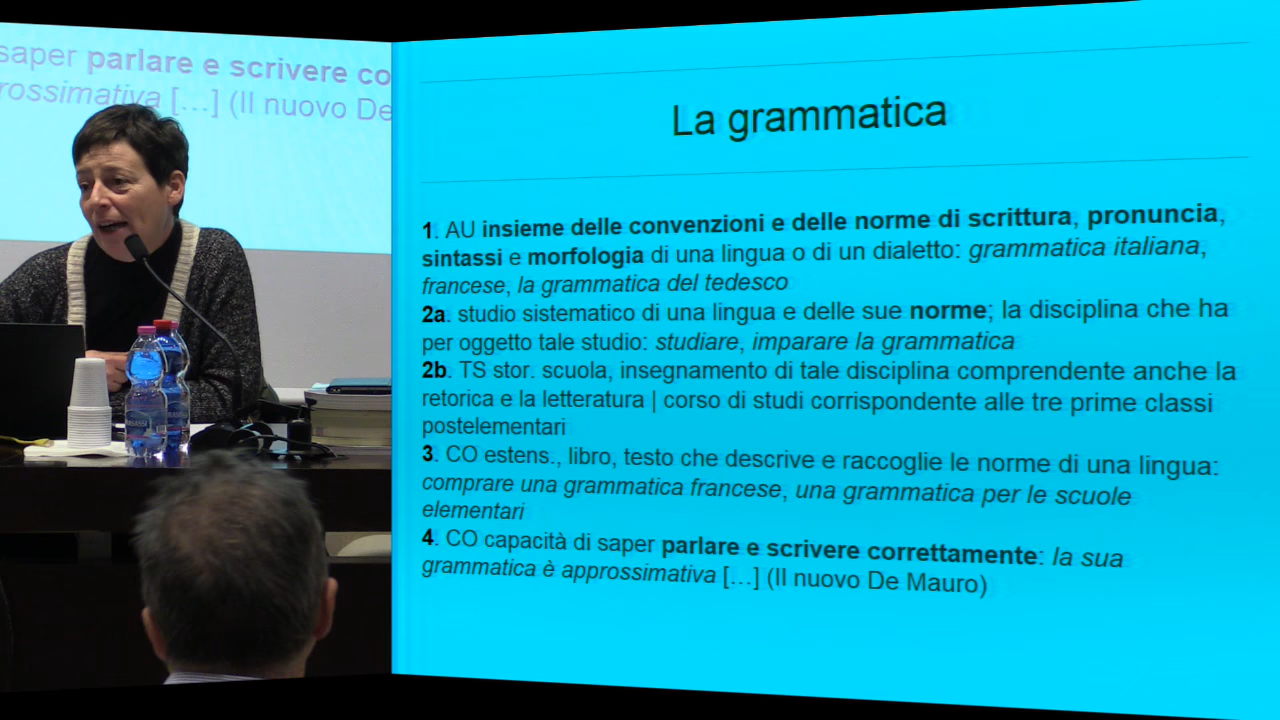 saper parlare e scrivere co
rossimativa […] (Il nuovo De
La grammatica
1. AU insieme delle convenzioni e delle norme di scrittura, pronuncia,
sintassi e morfologia di una lingua o di un dialetto: grammatica italiana,
francese, la grammatica del tedesco
2a. studio sistematico di una lingua e delle sue norme; la disciplina che ha
per oggetto tale studio: studiare, imparare la grammatica
2b. TS stor. scuola, insegnamento di tale disciplina comprendente anche la
retorica e la letteratura | corso di studi corrispondente alle tre prime classi
postelementari
3. CO estens., libro, testo che descrive e raccoglie le norme di una lingua:
comprare una grammatica francese, una grammatica per le scuole
elementari
4. CO capacità di saper parlare e scrivere correttamente: la sua
grammatica è approssimativa […] (Il nuovo De Mauro)